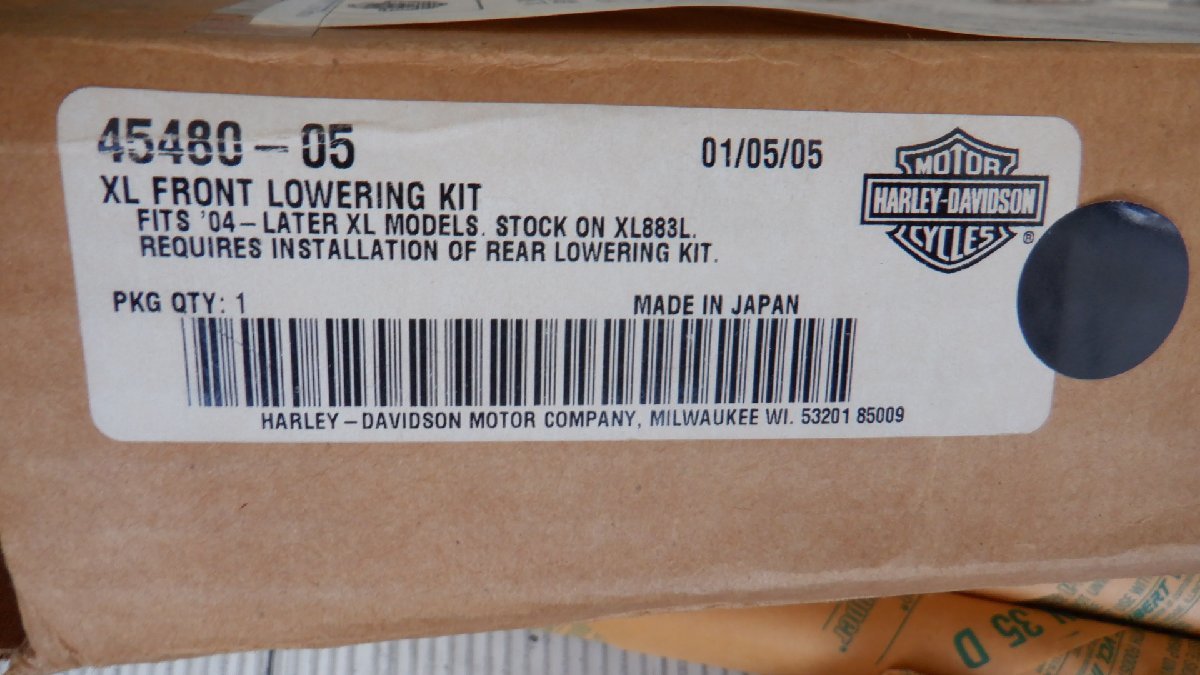 45480-05
01/05/05
XL FRONT LOWERING KIT
FITS '04-LATER XL MODELS. STOCK ON XL883L.
REQUIRES INSTALLATION OF REAR LOWERING KIT.
MOTOR
HARLEY-DAVIDSON
CYCLES
®
PKG QTY: 1
MADE IN JAPAN
HARLEY-DAVIDSON MOTOR COMPANY, MILWAUKEE WI. 53201 85009
35 D